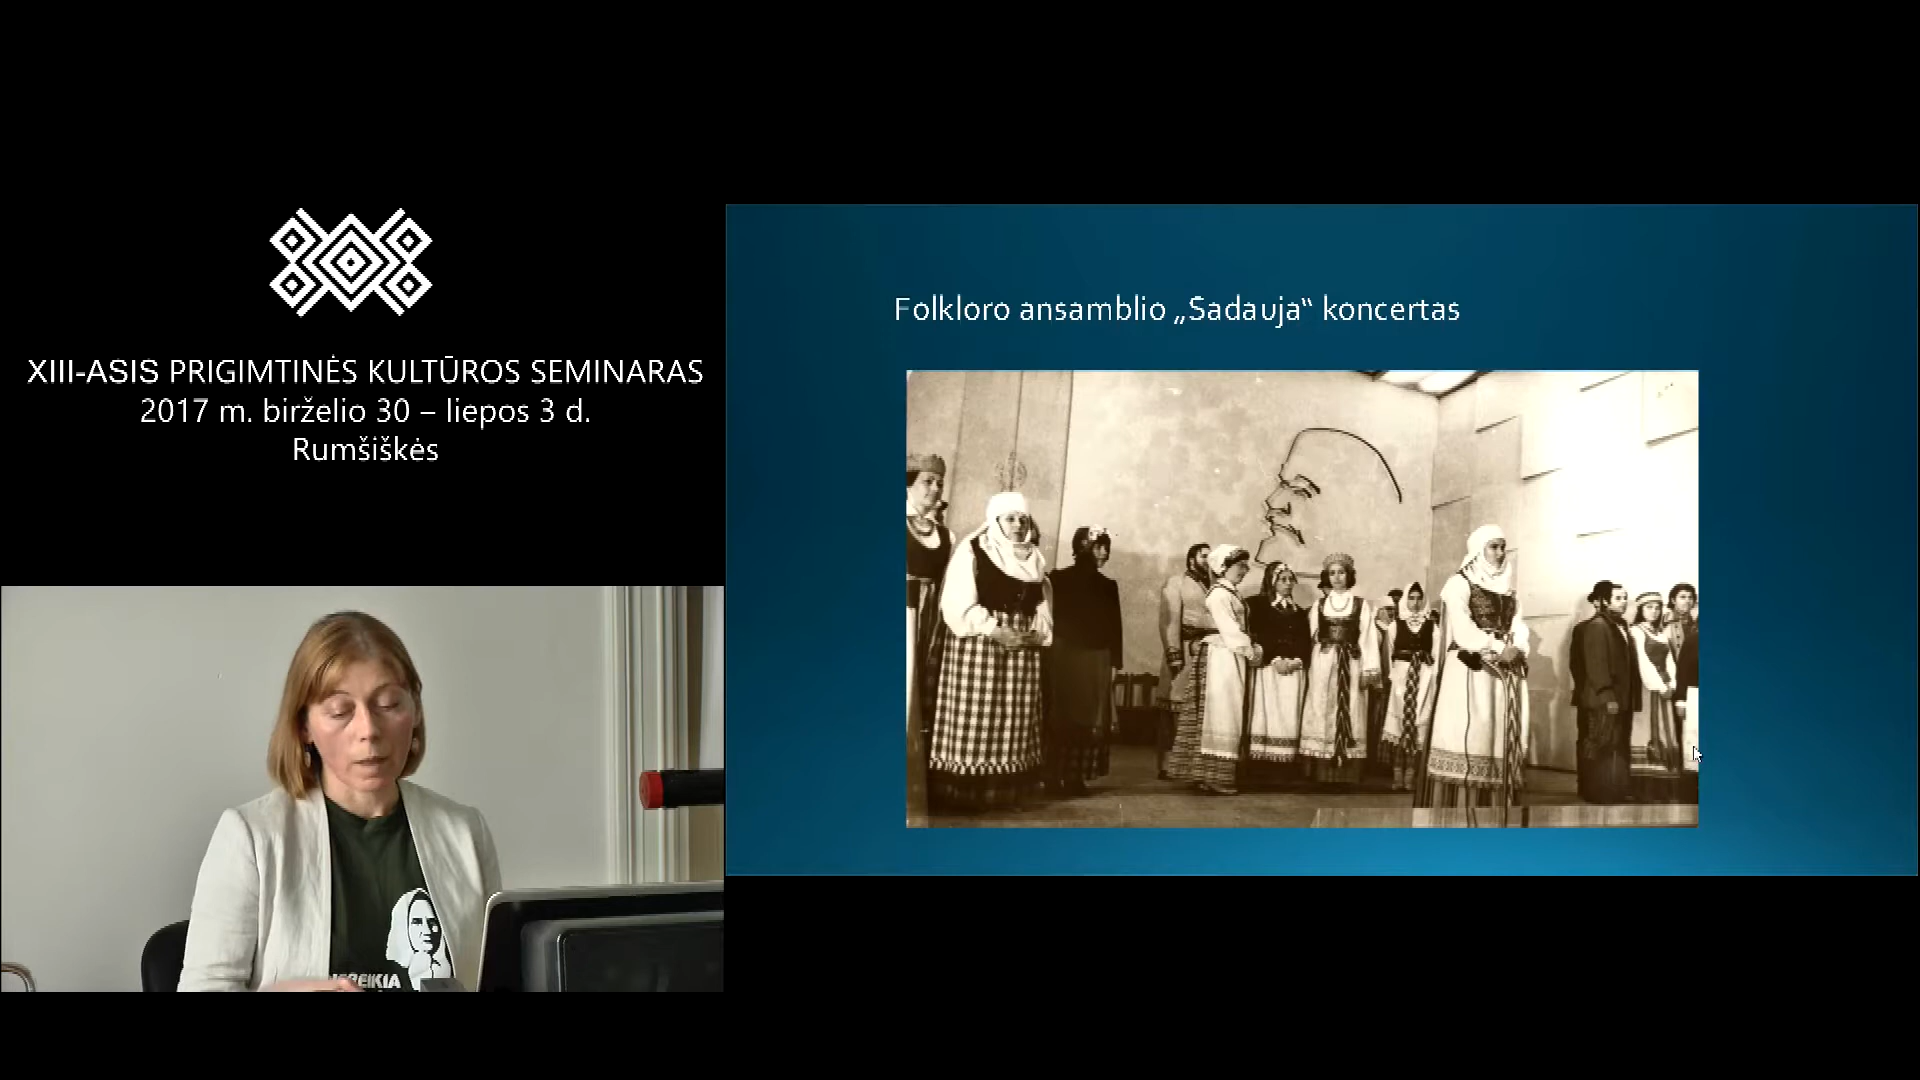 XIII-ASIS PRIGIMTINĖS KULTŪROS SEMINARAS
2017 m. birželio 30 – liepos 3 d.
Rumšiškės
Folkloro ansamblio „Sadauja“ koncertas